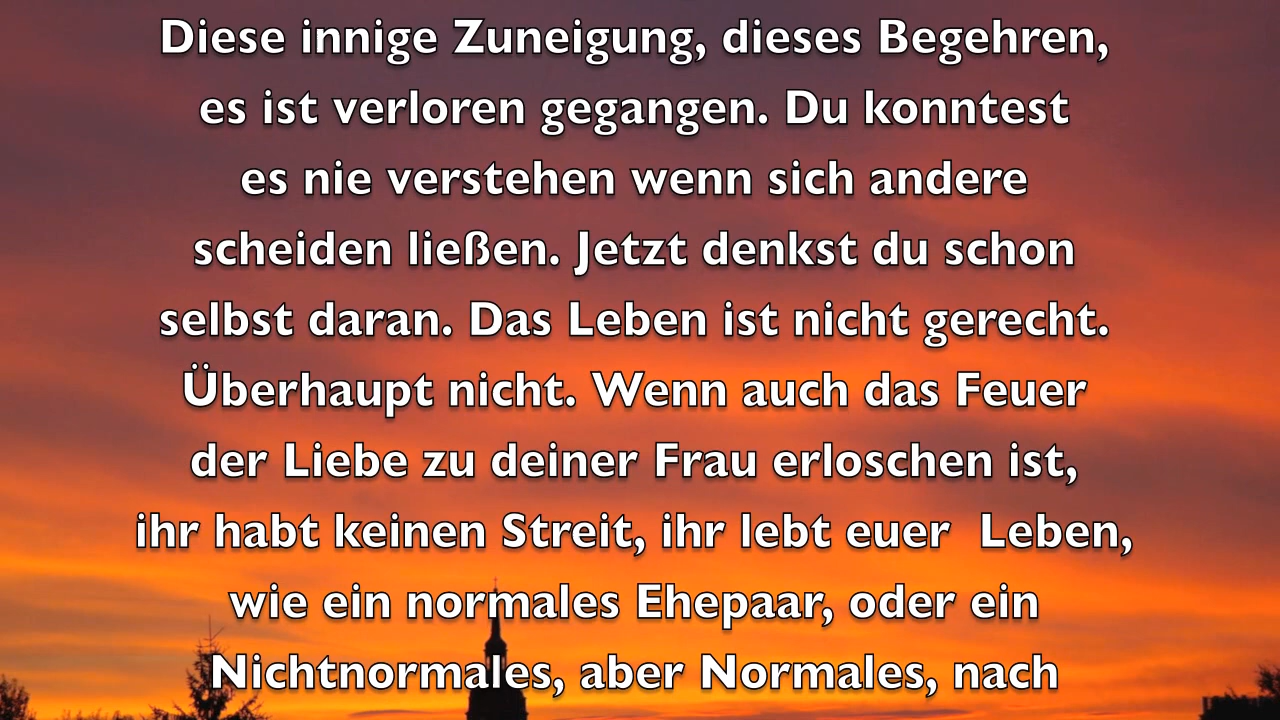 Diese innige Zuneigung, dieses Begehren,
es ist verloren gegangen. Du konntest
es nie verstehen wenn sich andere
scheiden ließen. Jetzt denkst du schon
selbst daran. Das Leben ist nicht gerecht.
Überhaupt nicht. Wenn auch das Feuer
der Liebe zu deiner Frau erloschen ist,
ihr habt keinen Streit, ihr lebt euer  Leben,
wie ein normales Ehepaar, oder ein
Nichtnormales, aber Normales, nach